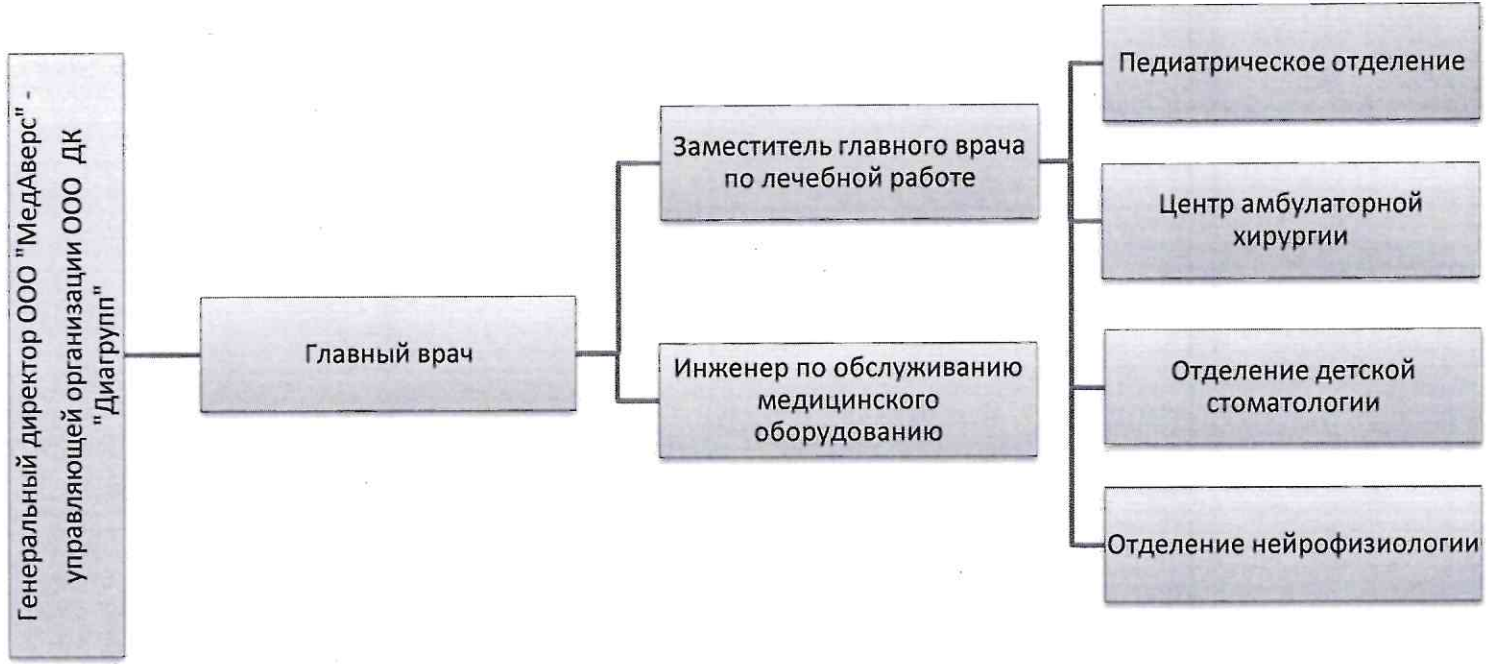 Генеральный директор ООО "МедАверс" -
управляющей организации ООО ДК
"Диагрупп"
Главный врач
Заместитель главного врача
по лечебной работе
Инженер по обслуживанию
медицинского
оборудованию
Педиатрическое отделение
Центр амбулаторной
хирургии
Отделение детской
стоматологии
Отделение нейрофизиологии